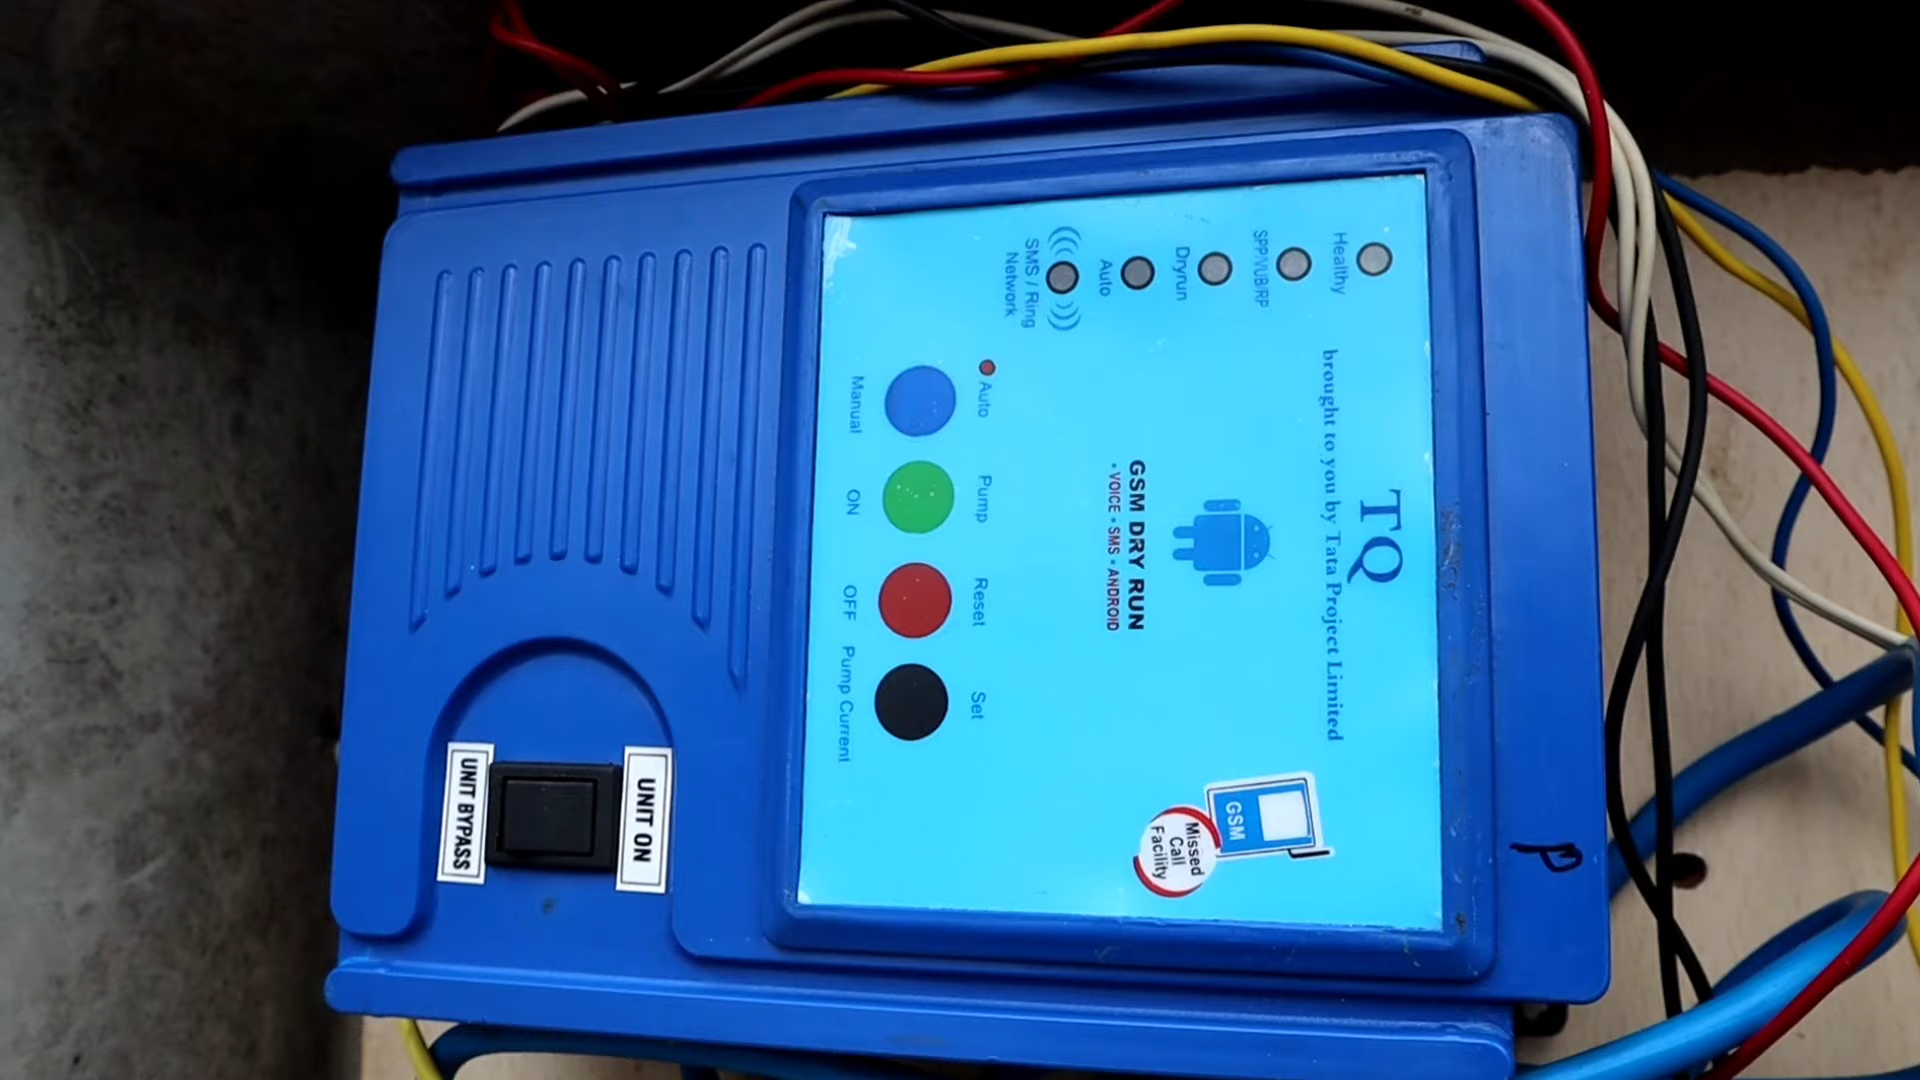 TQ
brought to you by Tata Project Limited
Healthy
SPP/UB/RP
Dryrun
Auto
SMS / Ring
Network
GSM DRY RUN
• VOICE • SMS • ANDROID
GSM
Missed
Call
Facility
Auto
Pump
Reset
Set
Manual
ON
OFF
Pump Current
UNIT ON
UNIT BYPASS
P